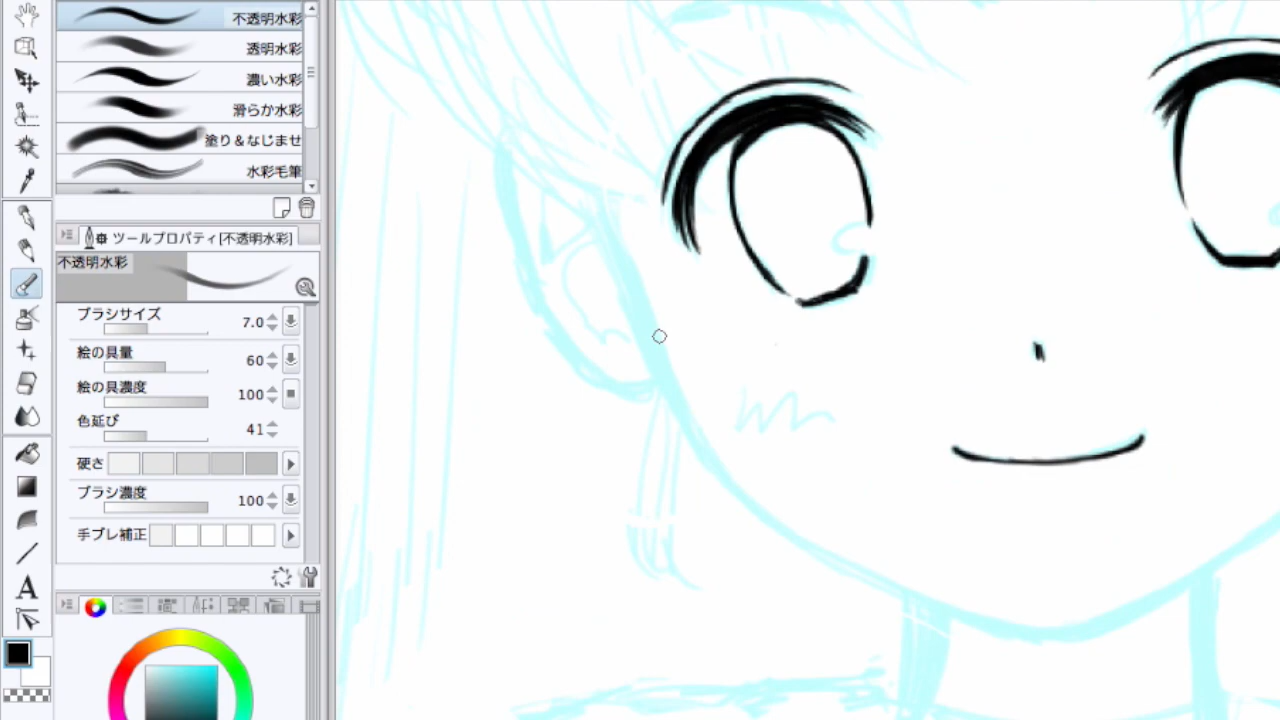 不透明水彩
透明水彩
濃い水彩
滑らか水彩
塗り＆なじませ
水彩毛筆
ツールプロパティ[不透明水彩]
不透明水彩
ブラシサイズ 7.0
絵の具量 60
絵の具濃度 100
色延び 41
硬さ
ブラシ濃度 100
手ブレ補正
A